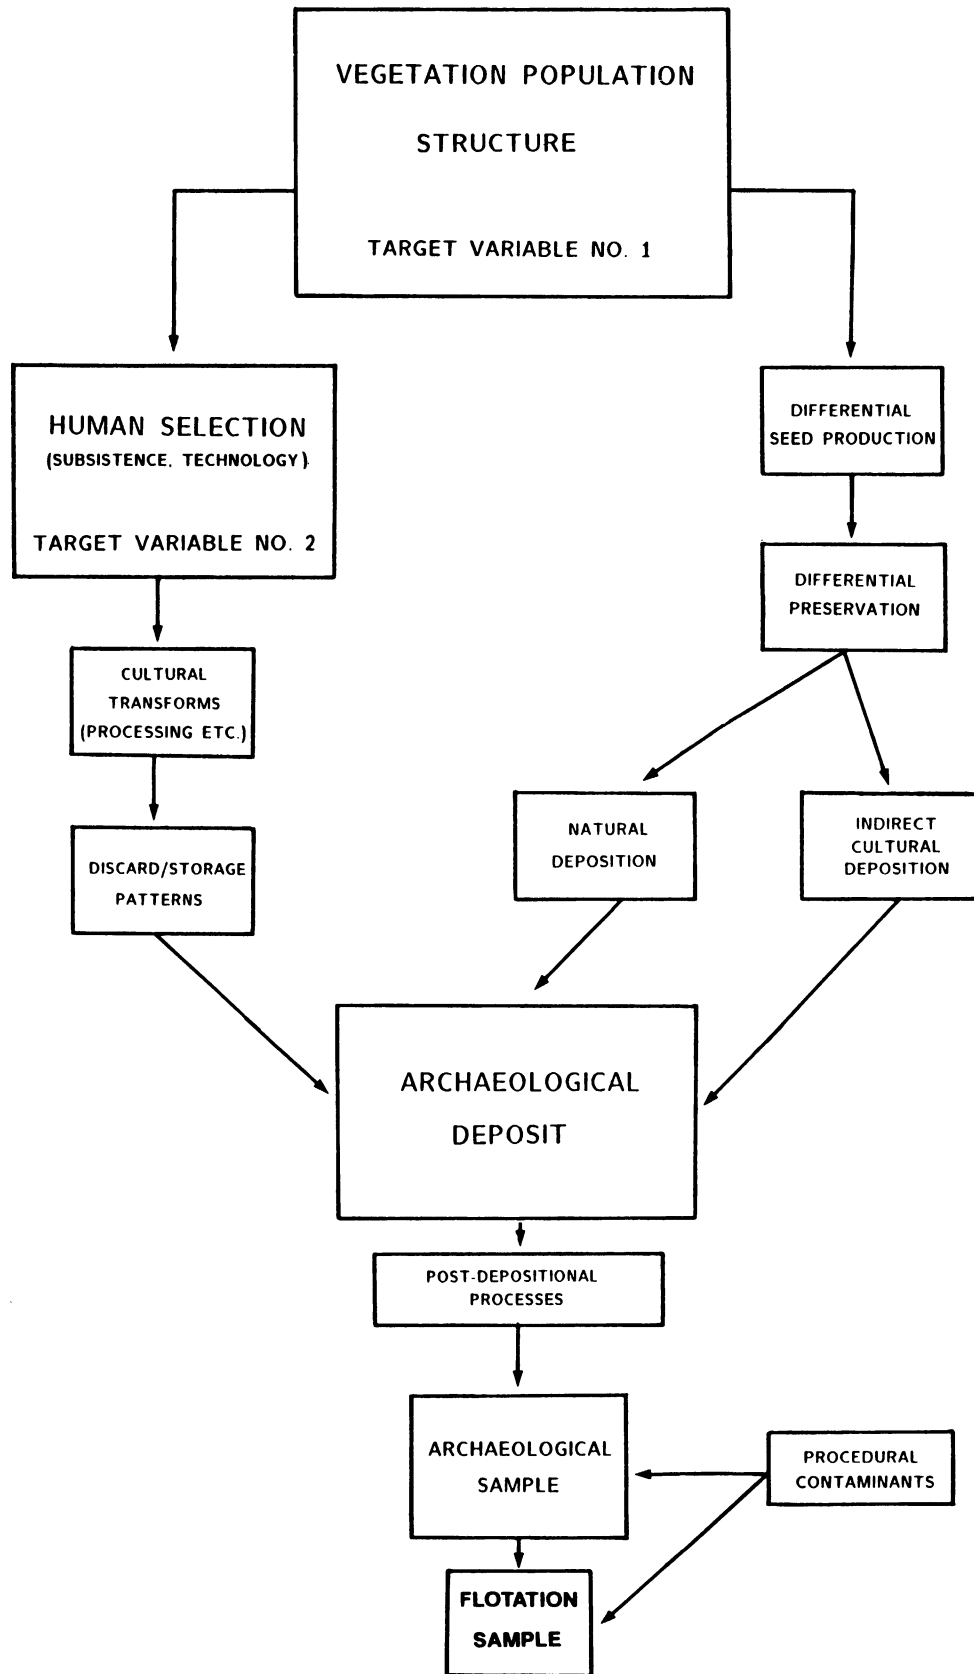 VEGETATION POPULATION
STRUCTURE
TARGET VARIABLE NO. 1
HUMAN SELECTION
(SUBSISTENCE, TECHNOLOGY)
TARGET VARIABLE NO. 2
DIFFERENTIAL
SEED PRODUCTION
DIFFERENTIAL
PRESERVATION
CULTURAL
TRANSFORMS
(PROCESSING ETC.)
DISCARD/STORAGE
PATTERNS
NATURAL
DEPOSITION
INDIRECT
CULTURAL
DEPOSITION
ARCHAEOLOGICAL
DEPOSIT
POST-DEPOSITIONAL
PROCESSES
ARCHAEOLOGICAL
SAMPLE
PROCEDURAL
CONTAMINANTS
FLOTATION
SAMPLE